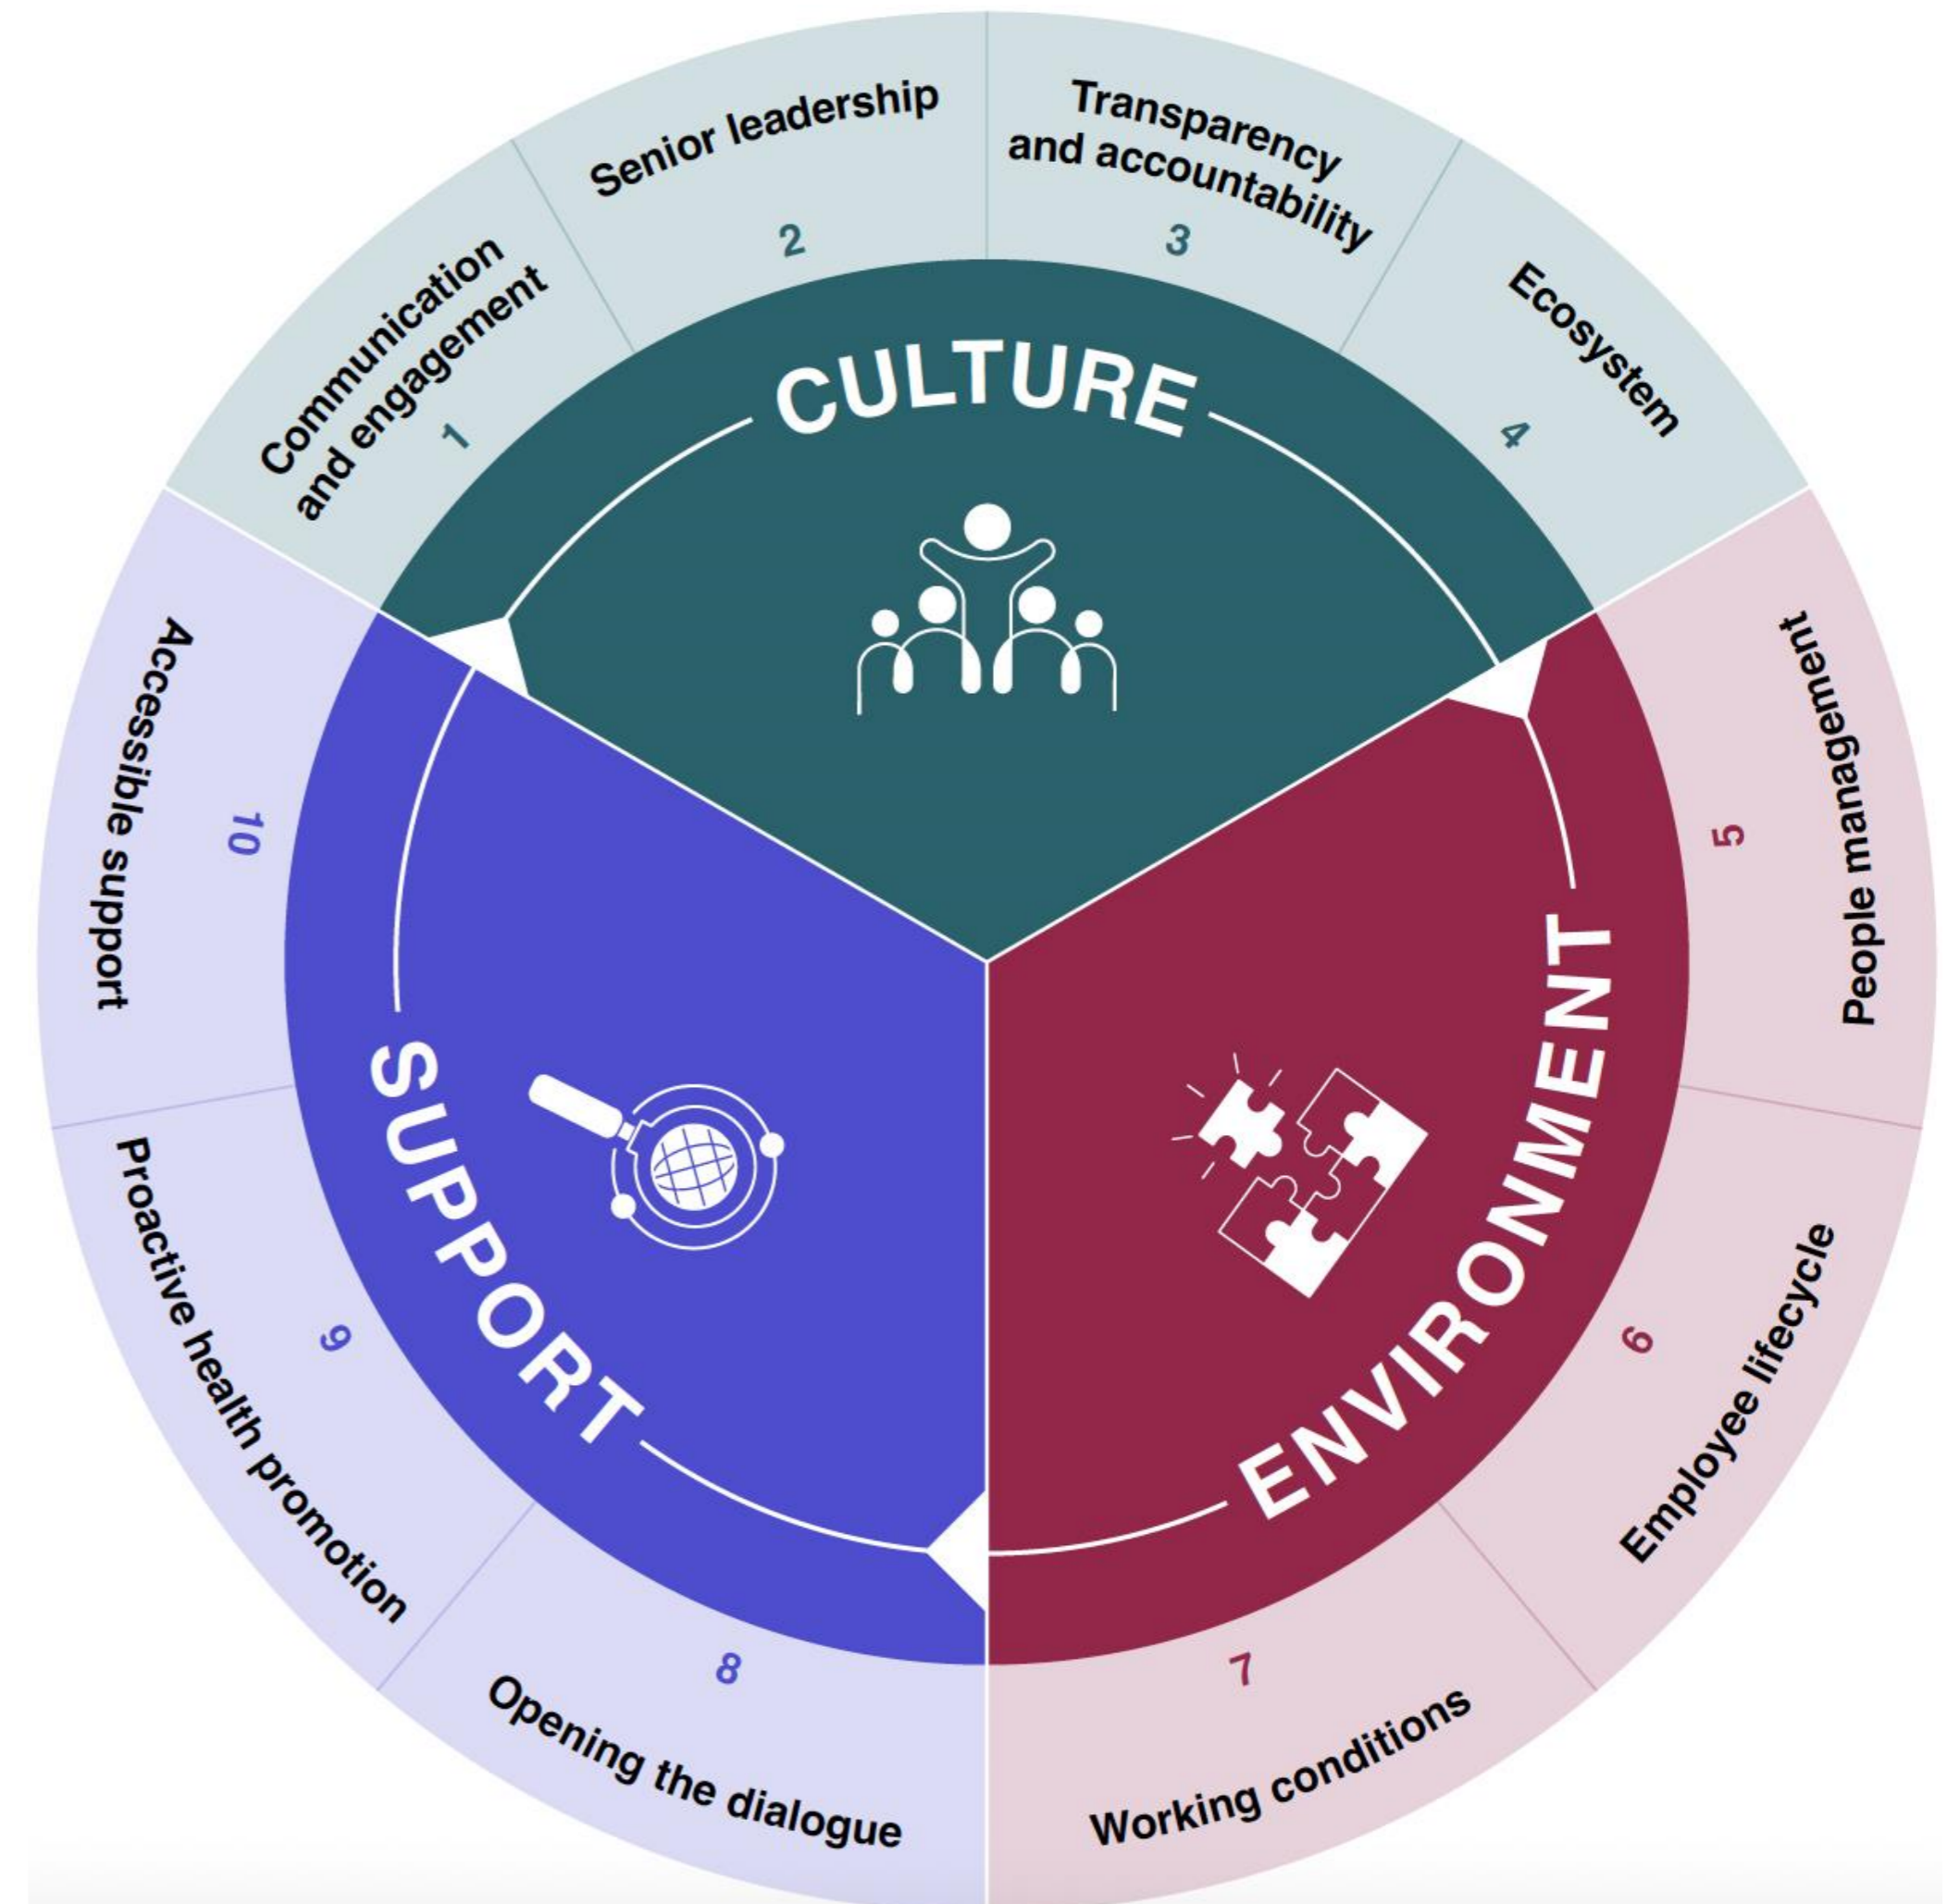 CULTURE
Communication
and engagement
1
Senior leadership
2
Transparency
and accountability
3
Ecosystem
4
ENVIRONMENT
People management
5
Employee lifecycle
6
Working conditions
7
SUPPORT
Opening the dialogue
8
Proactive health promotion
9
Accessible support
10